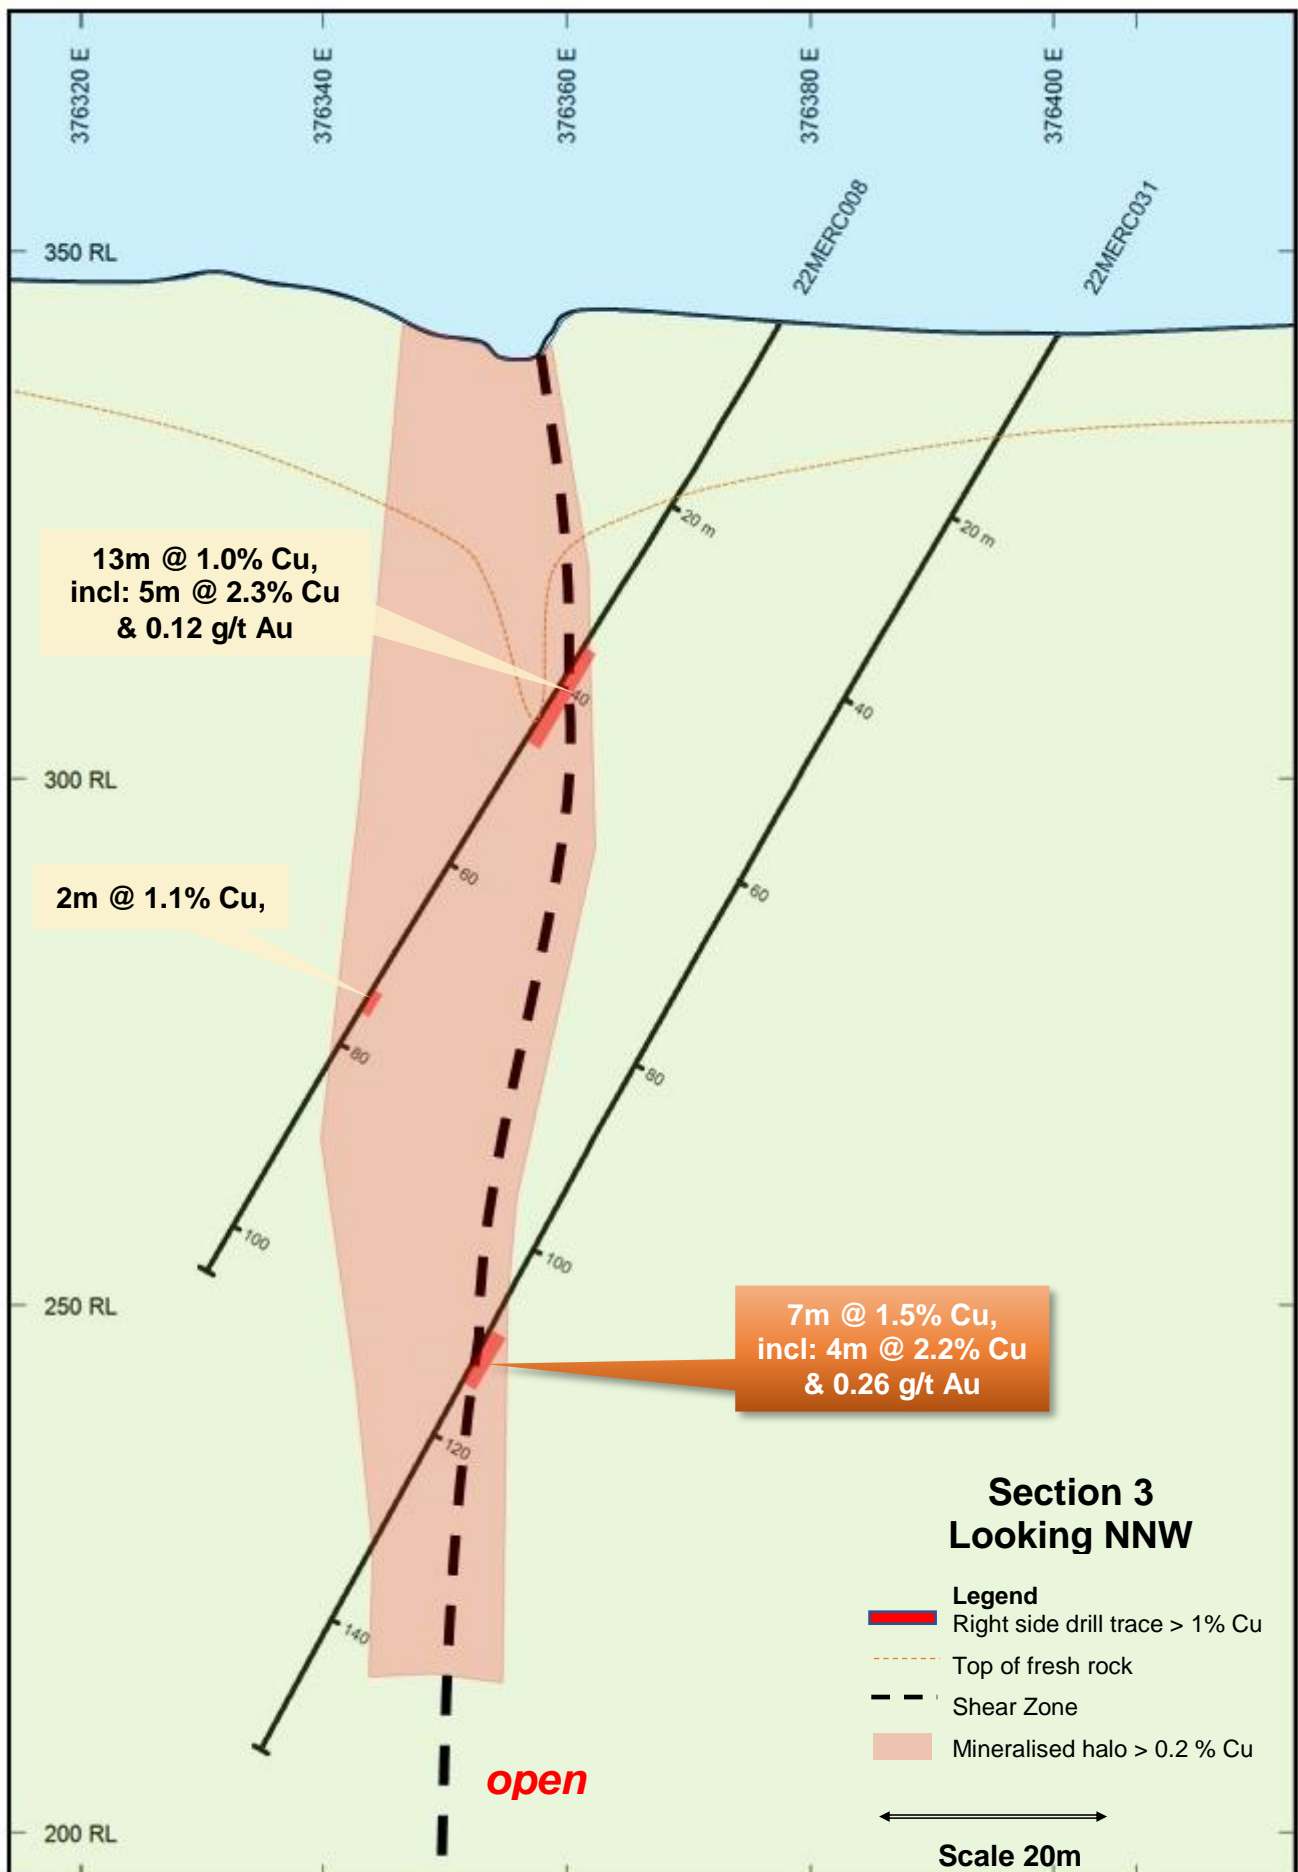 376320 E
376340 E
376360 E
376380 E
376400 E
22MERC008
22MERC031
350 RL
20 m
20 m
13m @ 1.0% Cu,
incl: 5m @ 2.3% Cu
& 0.12 g/t Au
40
40
300 RL
60
60
2m @ 1.1% Cu,
80
80
100
100
250 RL
7m @ 1.5% Cu,
incl: 4m @ 2.2% Cu
& 0.26 g/t Au
120
140
Section 3
Looking NNW
Legend
Right side drill trace > 1% Cu
Top of fresh rock
Shear Zone
Mineralised halo > 0.2 % Cu
open
200 RL
Scale 20m